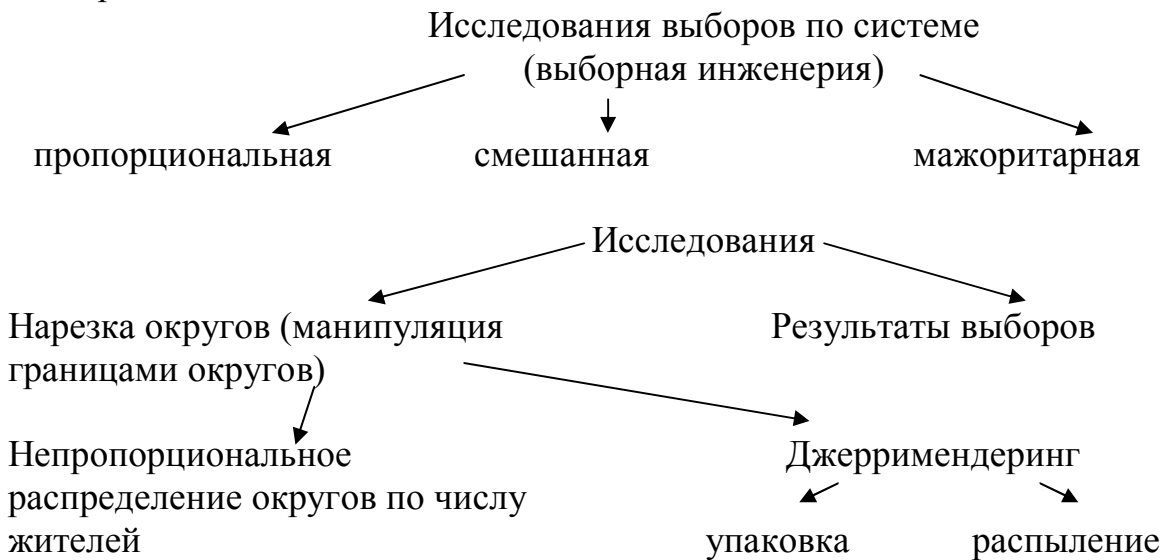 Исследования выборов по системе
(выборная инженерия)
пропорциональная смешанная мажоритарная
Исследования
Нарезка округов (манипуляция
границами округов)
Результаты выборов
Непропорциональное
распределение округов по числу
жителей
Джерримендеринг
упаковка распыление